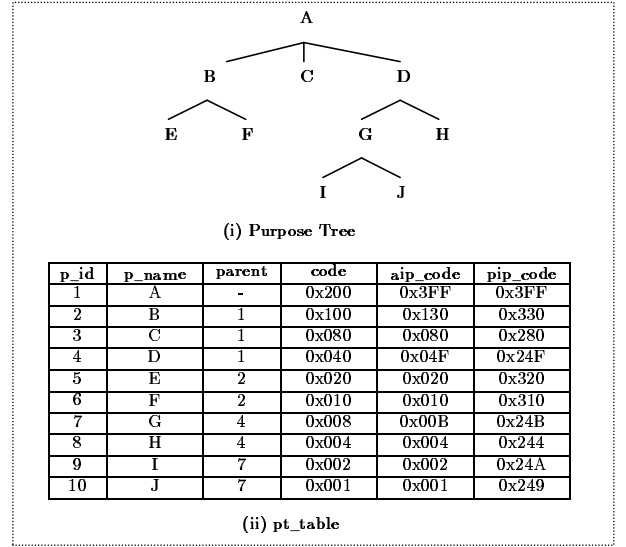 A
B C D
E F G H
I J
(i) Purpose Tree
p_id p_name parent code aip_code pip_code
1 A - 0x200 0x3FF 0x3FF
2 B 1 0x100 0x130 0x330
3 C 1 0x080 0x080 0x280
4 D 1 0x040 0x04F 0x24F
5 E 2 0x020 0x020 0x320
6 F 2 0x010 0x010 0x310
7 G 4 0x008 0x00B 0x24B
8 H 4 0x004 0x004 0x244
9 I 7 0x002 0x002 0x24A
10 J 7 0x001 0x001 0x249
(ii) pt_table